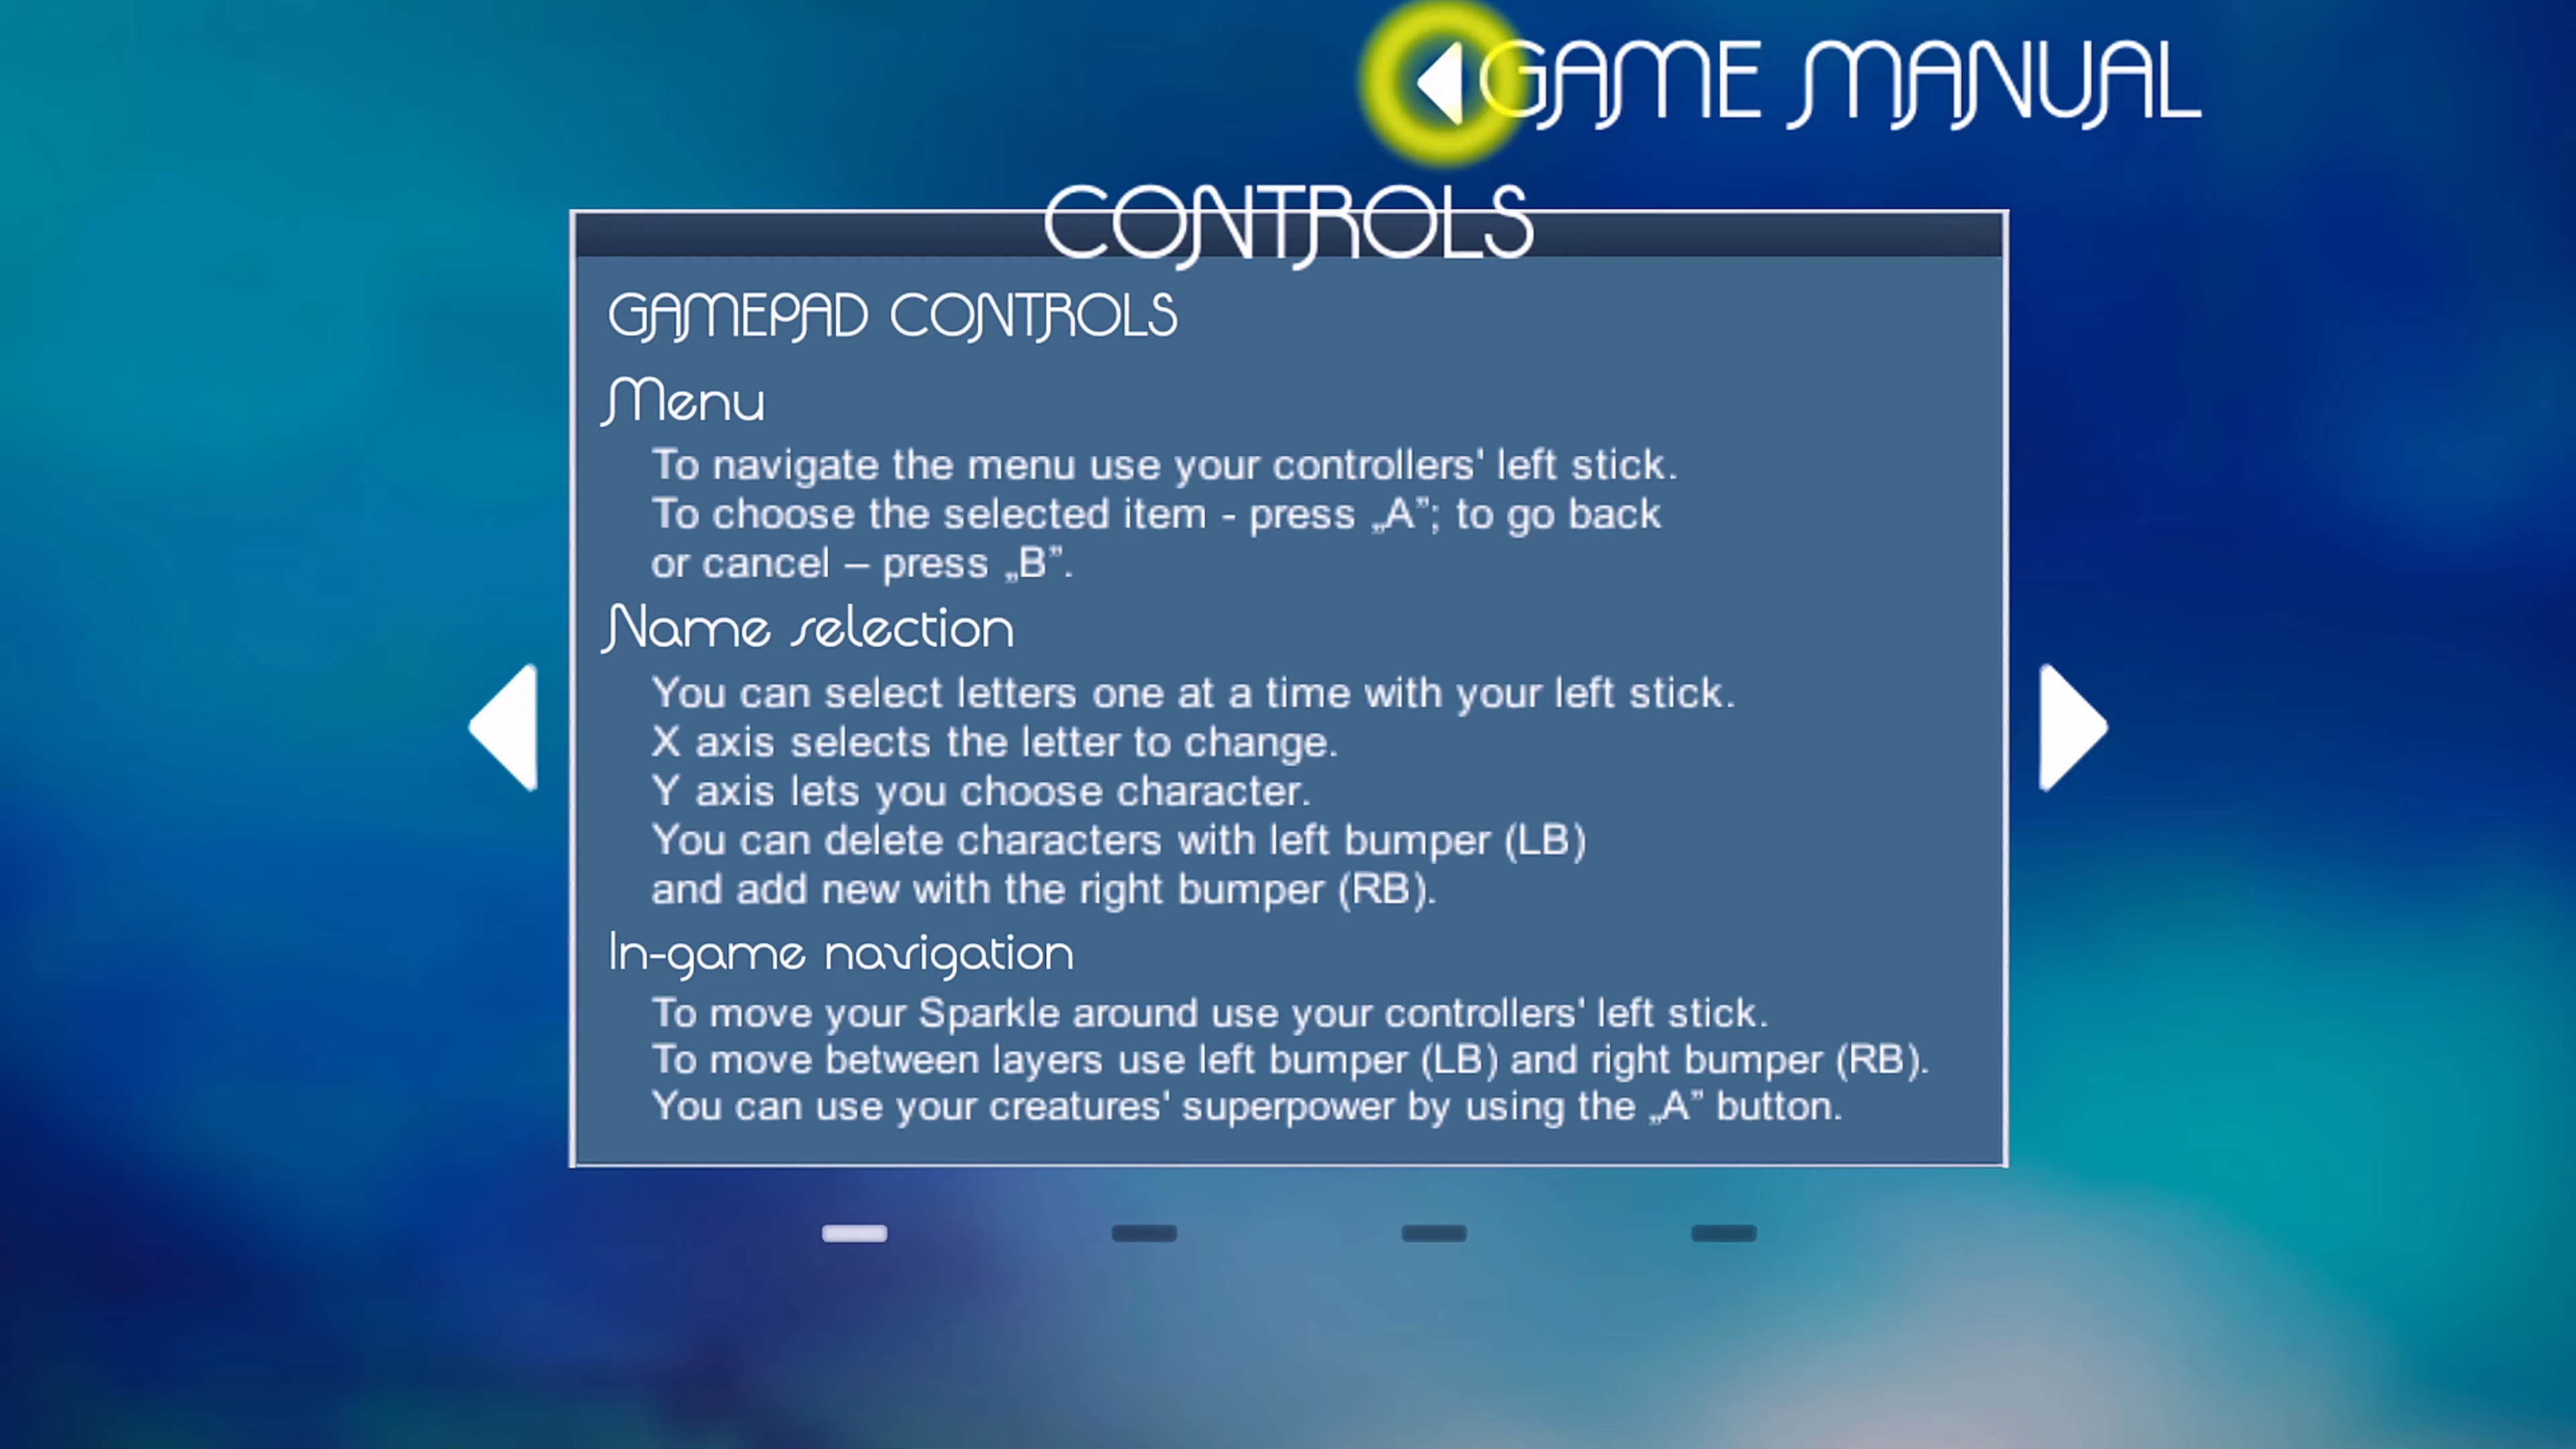 GAME MANUAL
CONTROLS
GAMEPAD CONTROLS
Menu
To navigate the menu use your controllers' left stick.
To choose the selected item - press „A”; to go back
or cancel – press „B”.
Name selection
You can select letters one at a time with your left stick.
X axis selects the letter to change.
Y axis lets you choose character.
You can delete characters with left bumper (LB)
and add new with the right bumper (RB).
In-game navigation
To move your Sparkle around use your controllers' left stick.
To move between layers use left bumper (LB) and right bumper (RB).
You can use your creatures' superpower by using the „A” button.